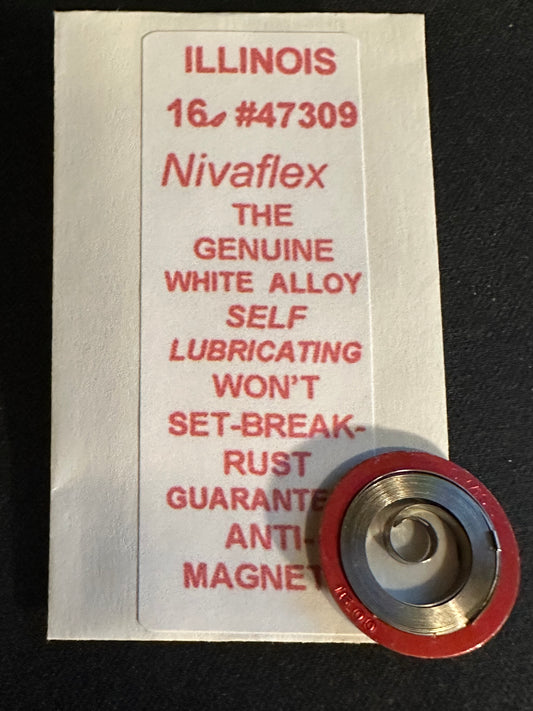 ILLINOIS
16s #47309
Nivaflex
THE
GENUINE
WHITE ALLOY
SELF
LUBRICATING
WON'T
SET-BREAK-
RUST
GUARANTE
ANTI-
MAGNET